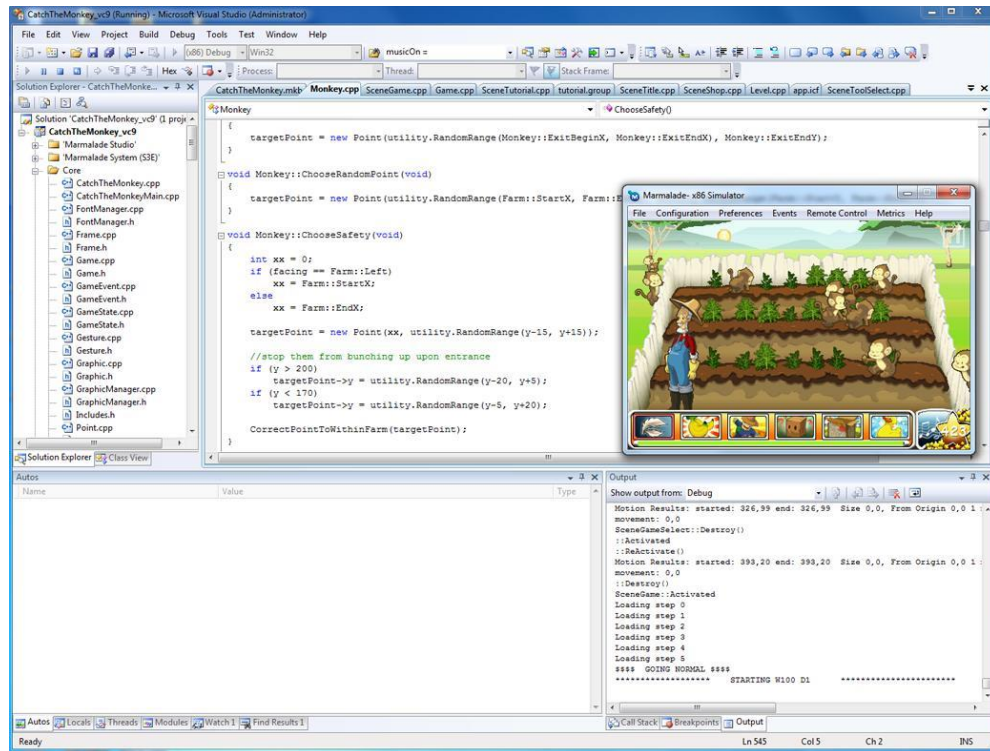 CatchTheMonkey_vc9 (Running) - Microsoft Visual Studio (Administrator)
File Edit View Project Build Debug Tools Test Window Help
(x86) Debug Win32 musicOn =
Hex Process: Thread: Stack Frame:
Solution Explorer - CatchTheMonke...
Solution 'CatchTheMonkey_vc9' (1 proje
CatchTheMonkey_vc9
'Marmalade Studio'
'Marmalade System (S3E)'
Core
CatchTheMonkey.cpp
CatchTheMonkeyMain.cpp
FontManager.cpp
FontManager.h
Frame.cpp
Frame.h
Game.cpp
Game.h
GameEvent.cpp
GameEvent.h
GameState.cpp
GameState.h
Gesture.cpp
Gesture.h
Graphic.cpp
Graphic.h
GraphicManager.cpp
GraphicManager.h
Includes.h
Point.cpp
Solution Explorer Class View
CatchTheMonkey.mkb Monkey.cpp SceneGame.cpp Game.cpp SceneTutorial.cpp tutorial.group SceneTitle.cpp SceneShop.cpp Level.cpp app.icf SceneToolSelect.cpp
Monkey ChooseSafety()
{
targetPoint = new Point(utility.RandomRange(Monkey::ExitBeginX, Monkey::ExitEndX), Monkey::ExitEndY);
}
void Monkey::ChooseRandomPoint(void)
{
targetPoint = new Point(utility.RandomRange(Farm::StartX, Farm::E
}
void Monkey::ChooseSafety(void)
{
int xx = 0;
if (facing == Farm::Left)
xx = Farm::StartX;
else
xx = Farm::EndX;
targetPoint = new Point(xx, utility.RandomRange(y-15, y+15));
//stop them from bunching up upon entrance
if (y > 200)
targetPoint->y = utility.RandomRange(y-20, y+5);
if (y < 170)
targetPoint->y = utility.RandomRange(y-5, y+20);
CorrectPointToWithinFarm(targetPoint);
}
Marmalade- x86 Simulator
File Configuration Preferences Events Remote Control Metrics Help
423
Autos
Name Value Type
Autos Locals Threads Modules Watch 1 Find Results 1
Output
Show output from: Debug
Motion Results: started: 326,99 end: 326,99 Size 0,0, From Origin 0,0 1
movement: 0,0
SceneGameSelect::Destroy()
::Activated
::ReActivate()
Motion Results: started: 393,20 end: 393,20 Size 0,0, From Origin 0,0 1
movement: 0,0
::Destroy()
SceneGame::Activated
Loading step 0
Loading step 1
Loading step 2
Loading step 3
Loading step 4
Loading step 5
$$$$ GOING NORMAL $$$$
******************* STARTING W100 D1 ***********************
Call Stack Breakpoints Output
Ready Ln 545 Col 5 Ch 2 INS